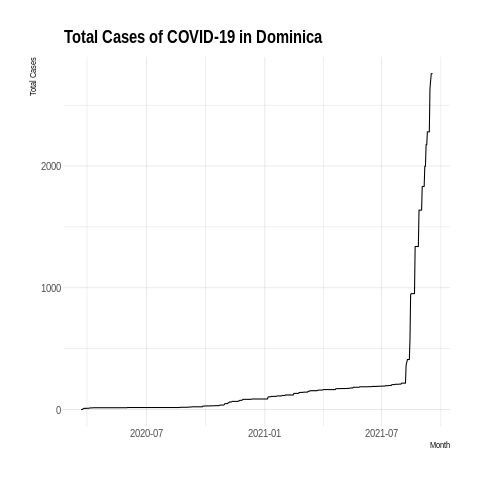 Total Cases of COVID-19 in Dominica
Total Cases
2000
1000
0
2020-07 2021-01 2021-07
Month